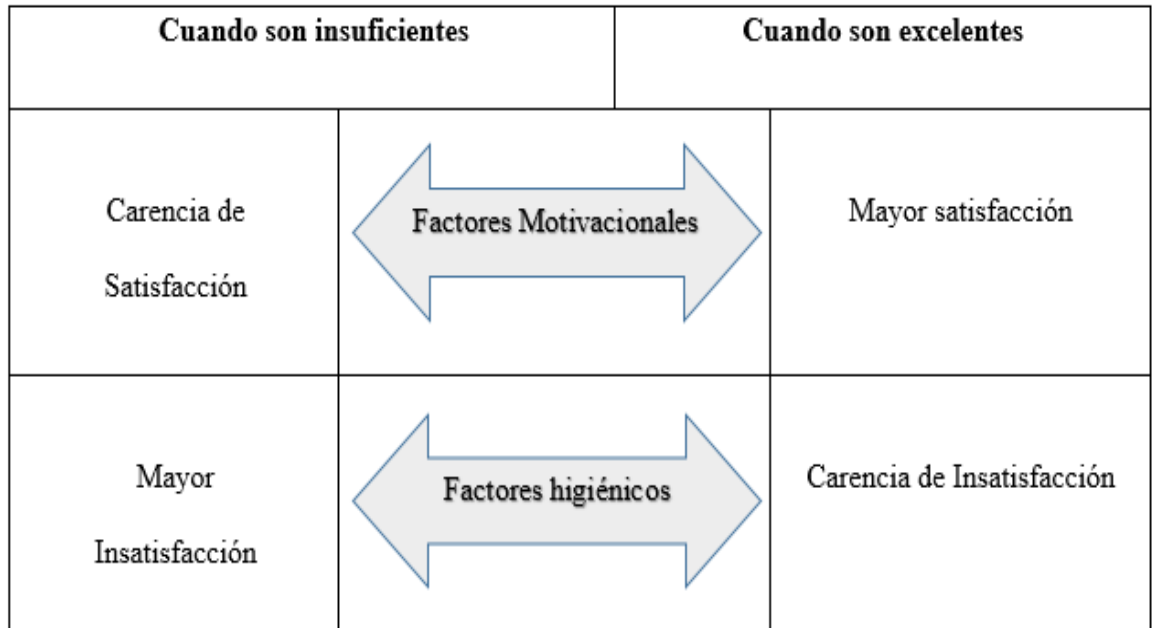 Cuando son insuficientes
Cuando son excelentes
Carencia de
Satisfacción
Factores Motivacionales
Mayor satisfacción
Mayor
Insatisfacción
Factores higiénicos
Carencia de Insatisfacción